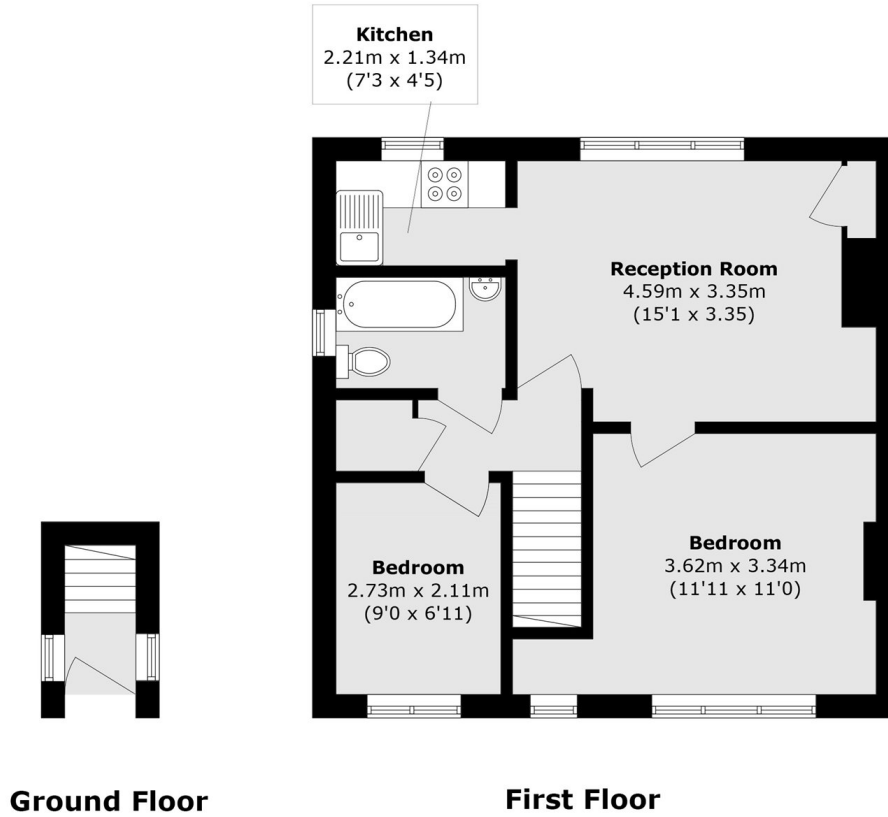 Kitchen
2.21m x 1.34m
(7'3 x 4'5)
Reception Room
4.59m x 3.35m
(15'1 x 3.35)
Bedroom
2.73m x 2.11m
(9'0 x 6'11)
Bedroom
3.62m x 3.34m
(11'11 x 11'0)
Ground Floor
First Floor